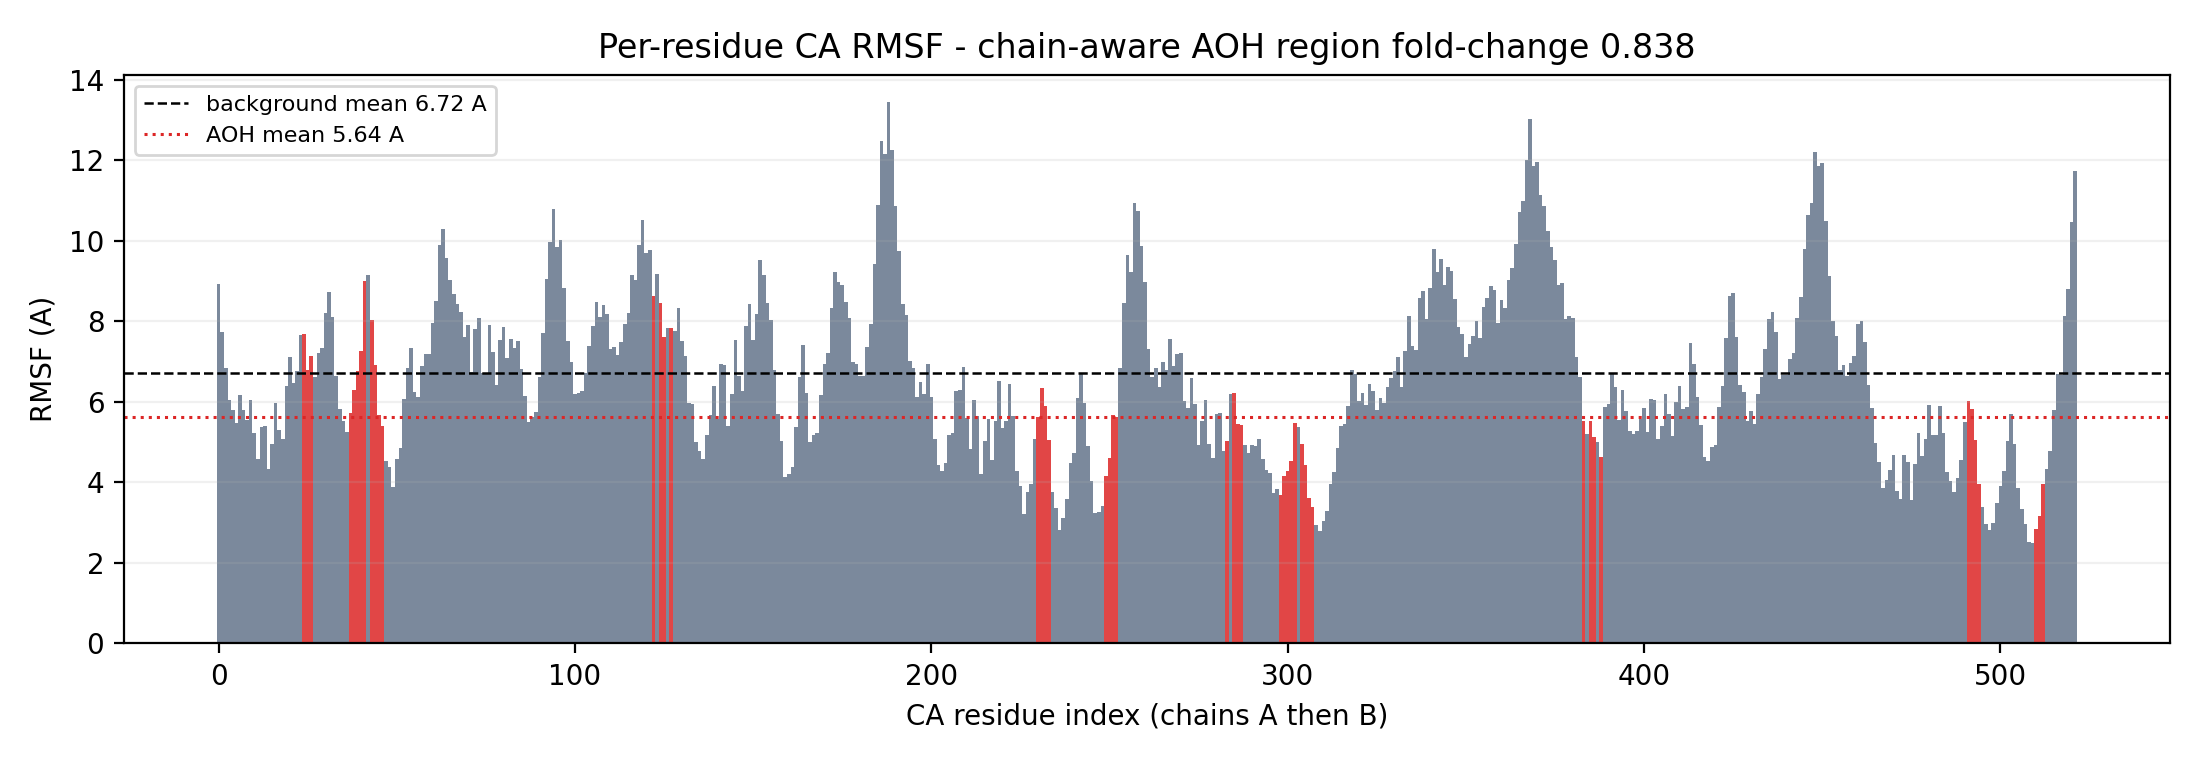 Per-residue CA RMSF - chain-aware AOH region fold-change 0.838
background mean 6.72 A
AOH mean 5.64 A
RMSF (A)
14
12
10
8
6
4
2
0
0 100 200 300 400 500
CA residue index (chains A then B)